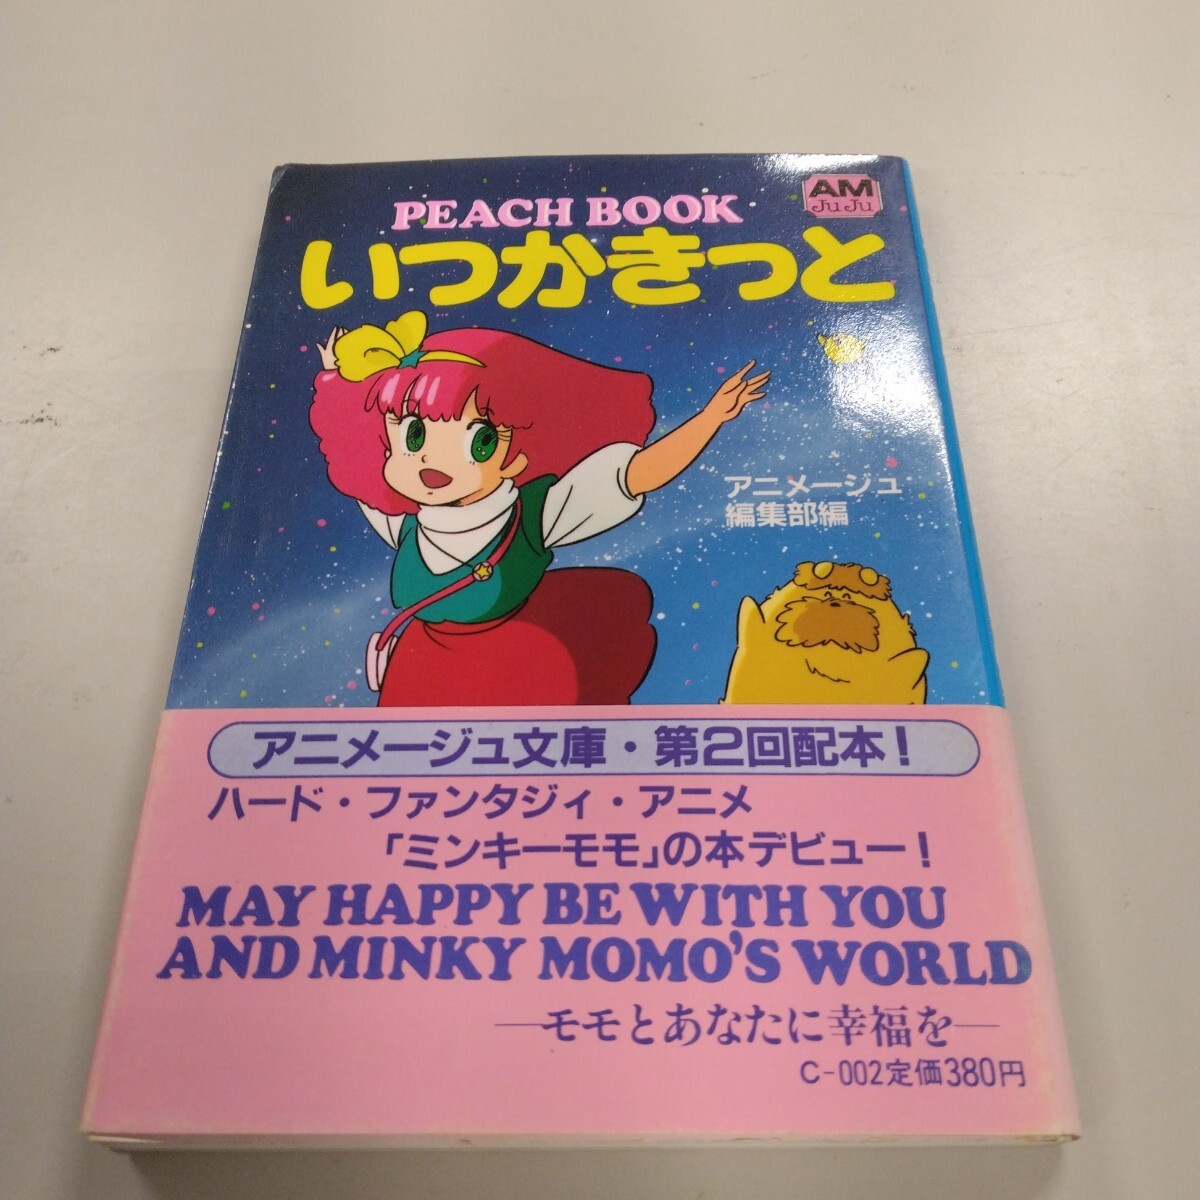 PEACH BOOK
AM
JuJu
いつかきっと
アニメージュ
編集部編
アニメージュ文庫・第2回配本!
ハード・ファンタジィ・アニメ
「ミンキーモモ」の本デビュー!
MAY HAPPY BE WITH YOU
AND MINKY MOMO'S WORLD
—モモとあなたに幸福を—
C-002定価380円